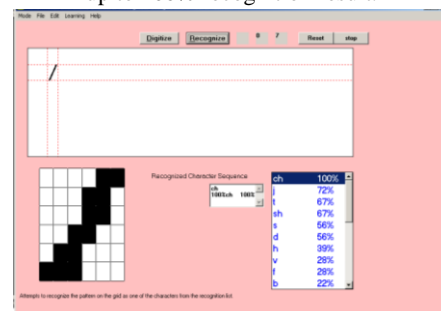 Mode File Edit Learning Help
Digitize Recognize 6 7 Reset stop
Recognized Character Sequence
ch
100%ch 100%
ch 100%
j 72%
t 67%
sh 67%
s 56%
d 56%
h 39%
v 28%
f 28%
b 22%
Attempts to recognize the pattern on the grid as one of the characters from the recognition list